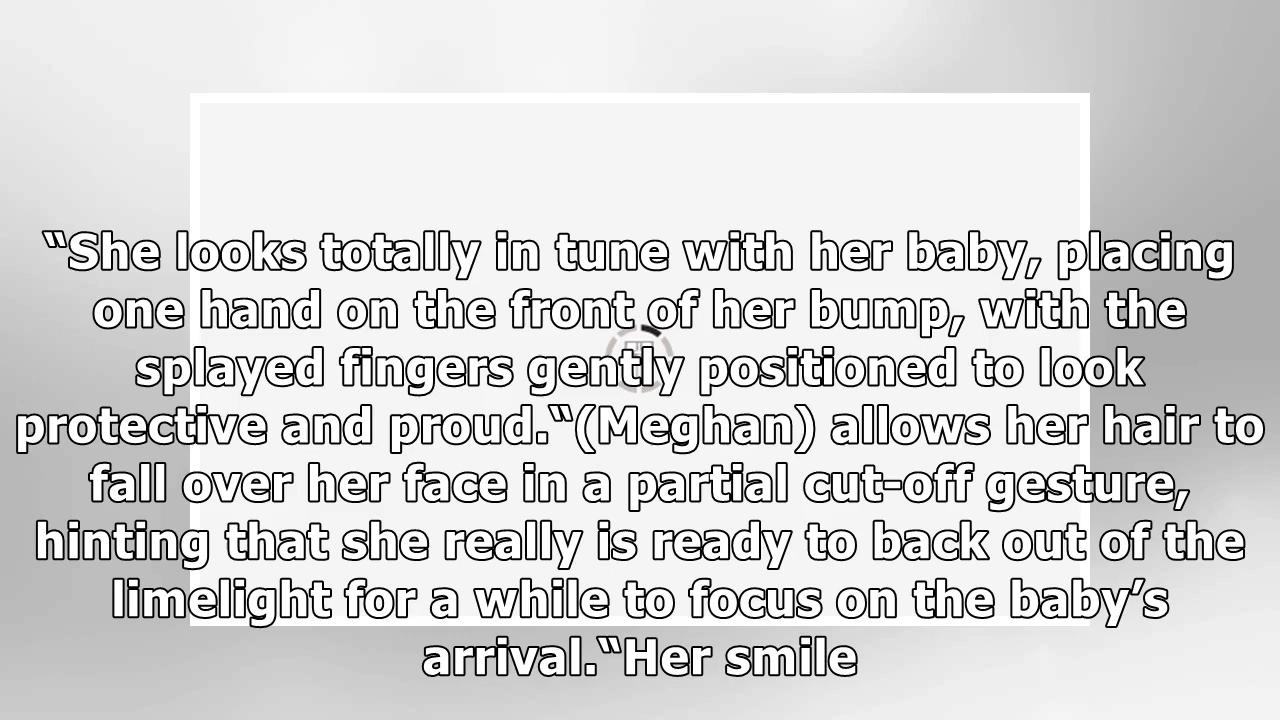 “She looks totally in tune with her baby, placing
one hand on the front of her bump, with the
splayed fingers gently positioned to look
protective and proud.“(Meghan) allows her hair to
fall over her face in a partial cut-off gesture,
hinting that she really is ready to back out of the
limelight for a while to focus on the baby’s
arrival.“Her smile